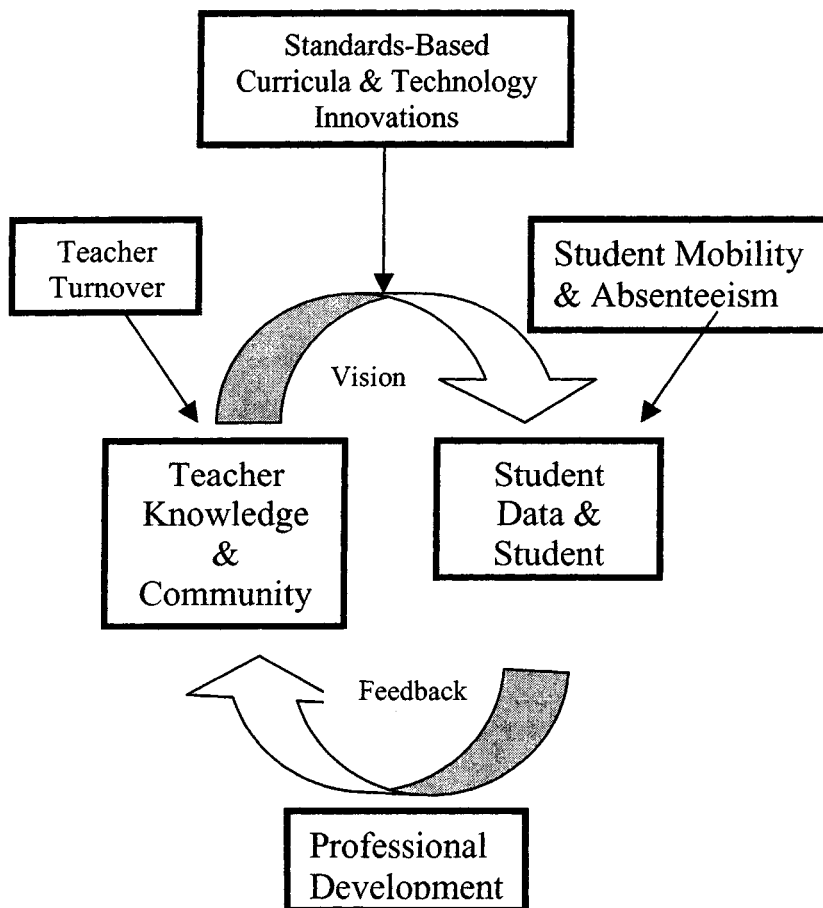 Standards-Based
Curricula & Technology
Innovations
Teacher
Turnover
Student Mobility
& Absenteeism
Vision
Teacher
Knowledge
&
Community
Student
Data &
Student
Feedback
Professional
Development